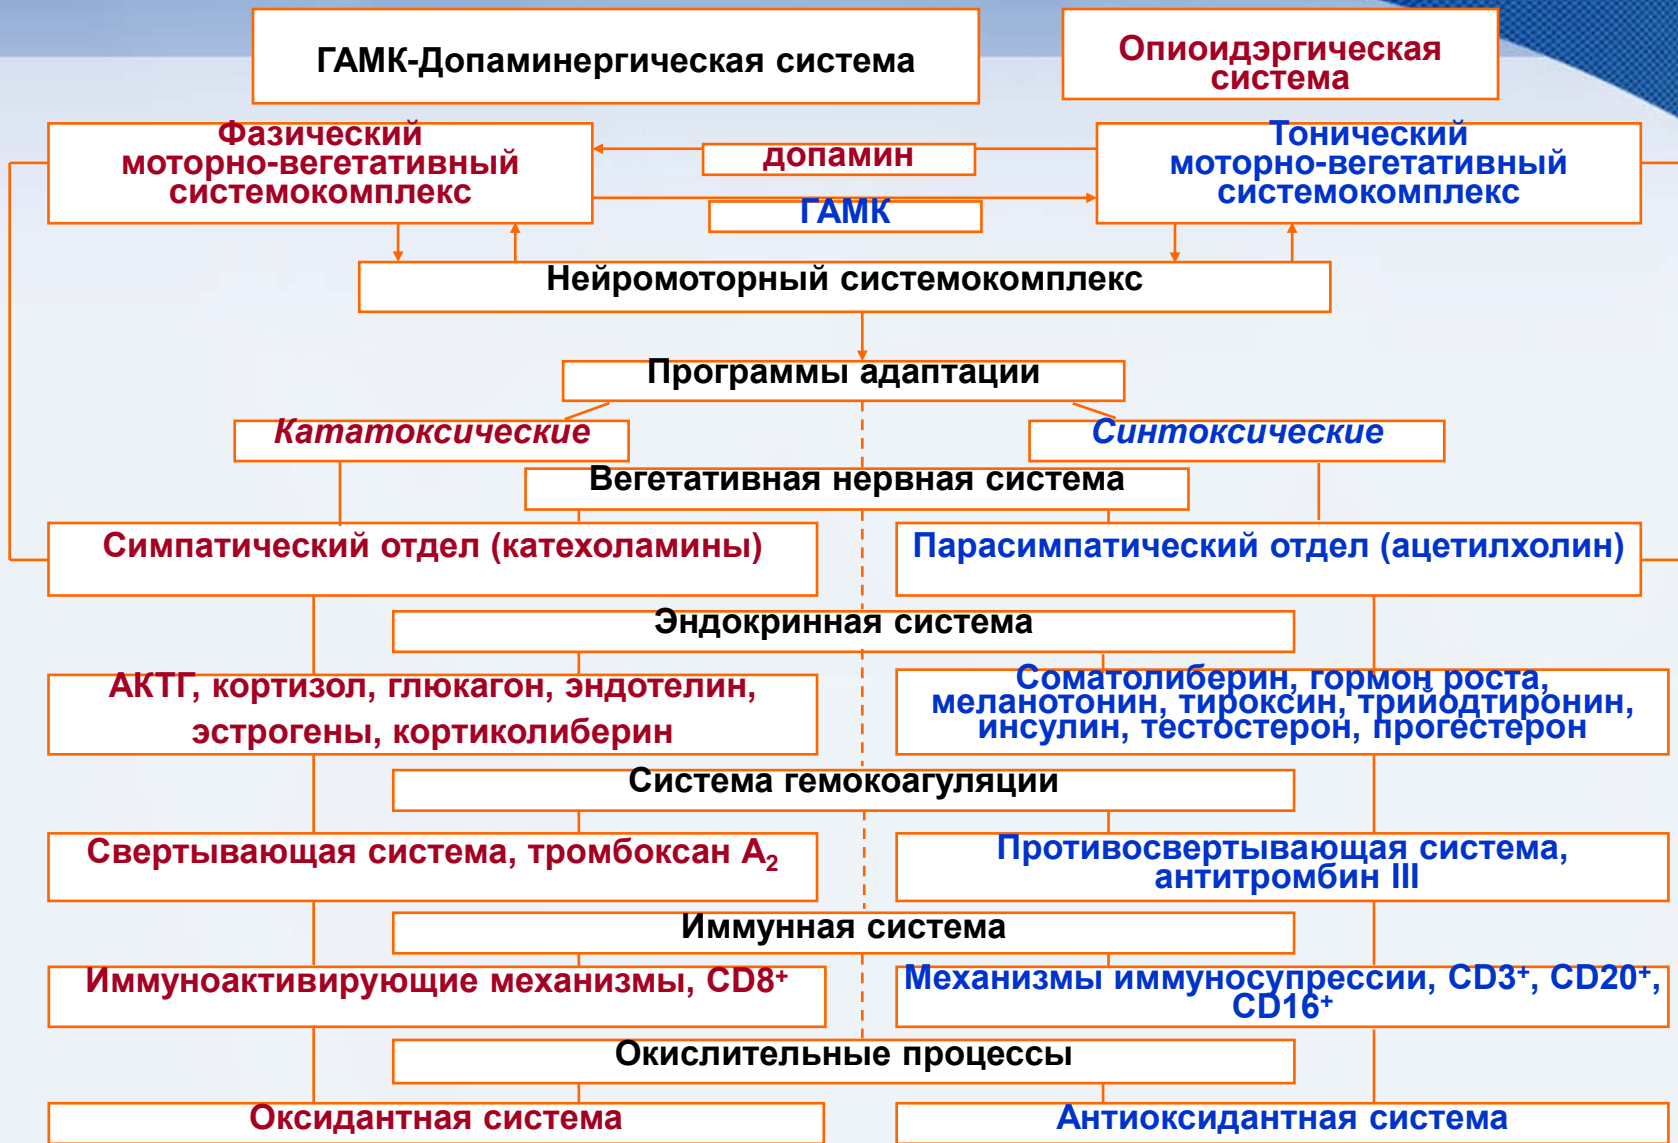 ГАМК-Допаминергическая система
Опиоидэргическая
система
Фазический
моторно-вегетативный
системокомплекс
допамин
ГАМК
Тонический
моторно-вегетативный
системокомплекс
Нейромоторный системокомплекс
Программы адаптации
Кататоксические
Синтоксические
Вегетативная нервная система
Симпатический отдел (катехоламины)
Парасимпатический отдел (ацетилхолин)
Эндокринная система
АКТГ, кортизол, глюкагон, эндотелин,
эстрогены, кортиколиберин
Соматолиберин, гормон роста,
меланотонин, тироксин, трийодтиронин,
инсулин, тестостерон, прогестерон
Система гемокоагуляции
Свертывающая система, тромбоксан А₂
Противосвертывающая система,
антитромбин III
Иммунная система
Иммуноактивирующие механизмы, CD8⁺
Механизмы иммуносупрессии, CD3⁺, CD20⁺,
CD16⁺
Окислительные процессы
Оксидантная система
Антиоксидантная система